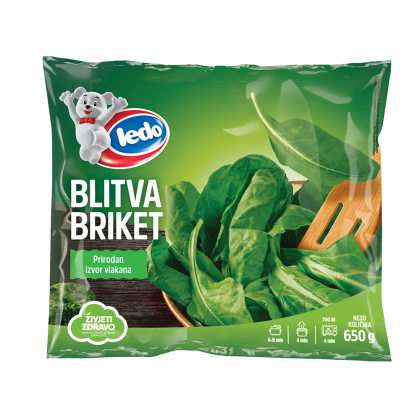 ledo
BLITVA
BRIKET
Prirodan
Izvor vlakana
ŽIVJETI
ZDRAVO
6-8 min
4 min
700 W
4 min
NETO
KOLIČINA
650 g